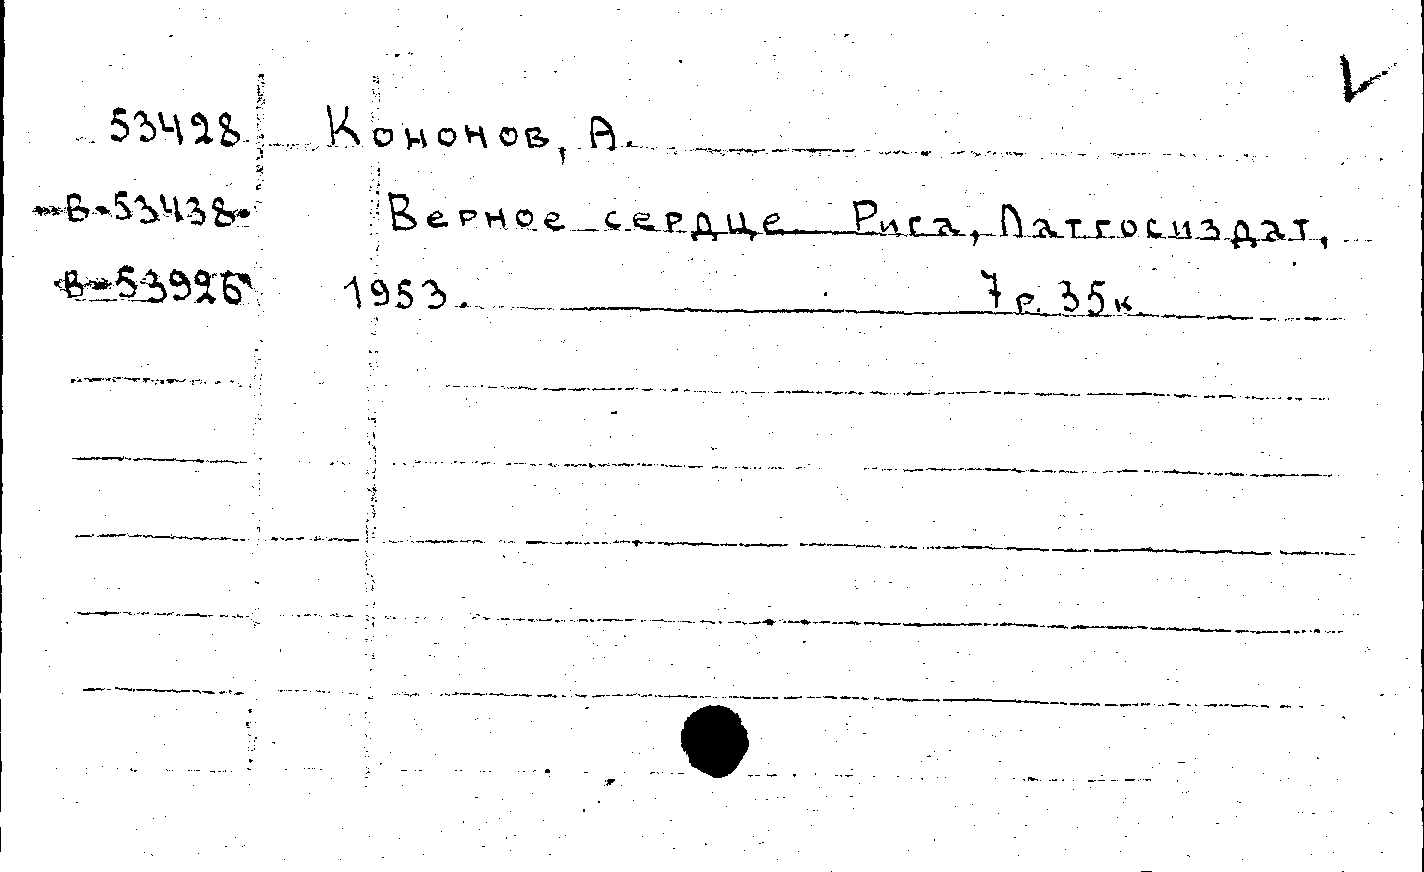 53428 Кононов, А.
В-53438 Верное сердце. Рига, Латгосиздат,
В-53926 1953. 7 р. 35 к.